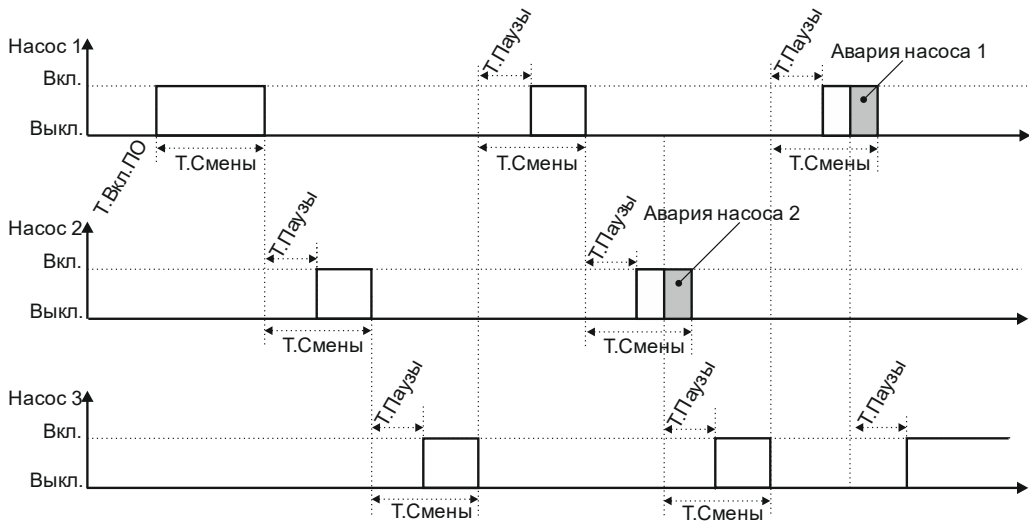 Насос 1
Вкл.
Выкл.
Т.Вкл.ПО
Т.Смены
Т.Паузы
Т.Смены
Т.Паузы
Авария насоса 1
Т.Смены
Насос 2
Вкл.
Выкл.
Т.Паузы
Т.Смены
Т.Паузы
Авария насоса 2
Т.Смены
Насос 3
Вкл.
Выкл.
Т.Паузы
Т.Смены
Т.Паузы
Т.Смены
Т.Паузы